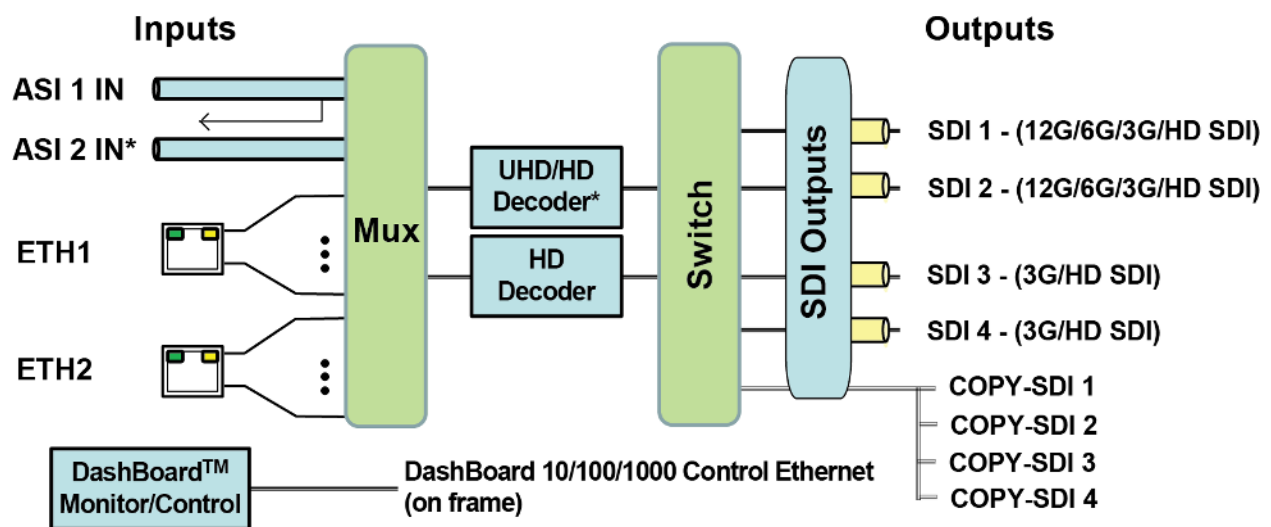 Inputs
Outputs
ASI 1 IN
ASI 2 IN*
ETH1
ETH2
Mux
UHD/HD
Decoder*
HD
Decoder
Switch
SDI Outputs
SDI 1 - (12G/6G/3G/HD SDI)
SDI 2 - (12G/6G/3G/HD SDI)
SDI 3 - (3G/HD SDI)
SDI 4 - (3G/HD SDI)
COPY-SDI 1
COPY-SDI 2
COPY-SDI 3
COPY-SDI 4
DashBoard™
Monitor/Control
DashBoard 10/100/1000 Control Ethernet
(on frame)